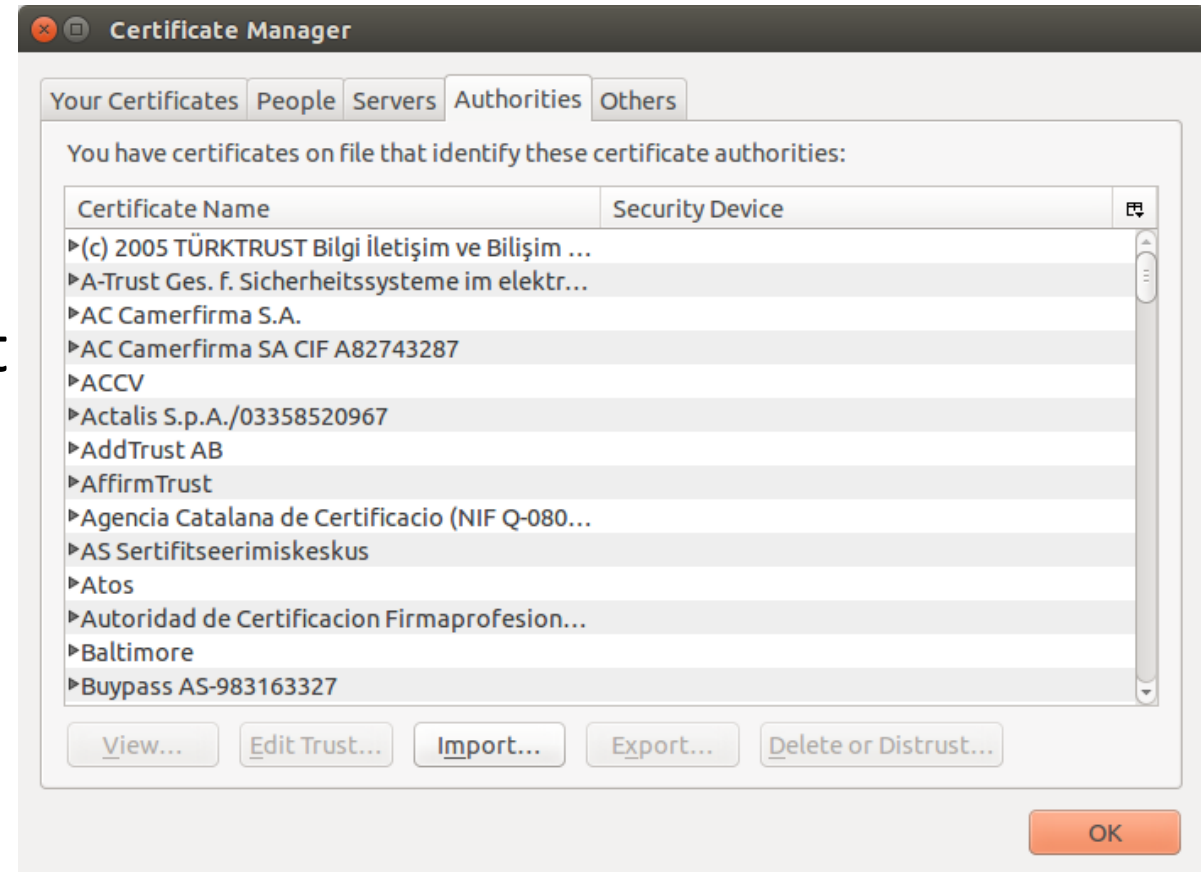 Certificate Manager
Your Certificates People Servers Authorities Others
You have certificates on file that identify these certificate authorities:
Certificate Name Security Device
(c) 2005 TÜRKTRUST Bilgi İletişim ve Bilişim ...
A-Trust Ges. f. Sicherheitssysteme im elektr...
AC Camerfirma S.A.
t
AC Camerfirma SA CIF A82743287
ACCV
Actalis S.p.A./03358520967
AddTrust AB
AffirmTrust
Agencia Catalana de Certificacio (NIF Q-080...
AS Sertifitseerimiskeskus
Atos
Autoridad de Certificacion Firmaprofesion...
Baltimore
Buypass AS-983163327
View... Edit Trust... Import... Export... Delete or Distrust...
OK